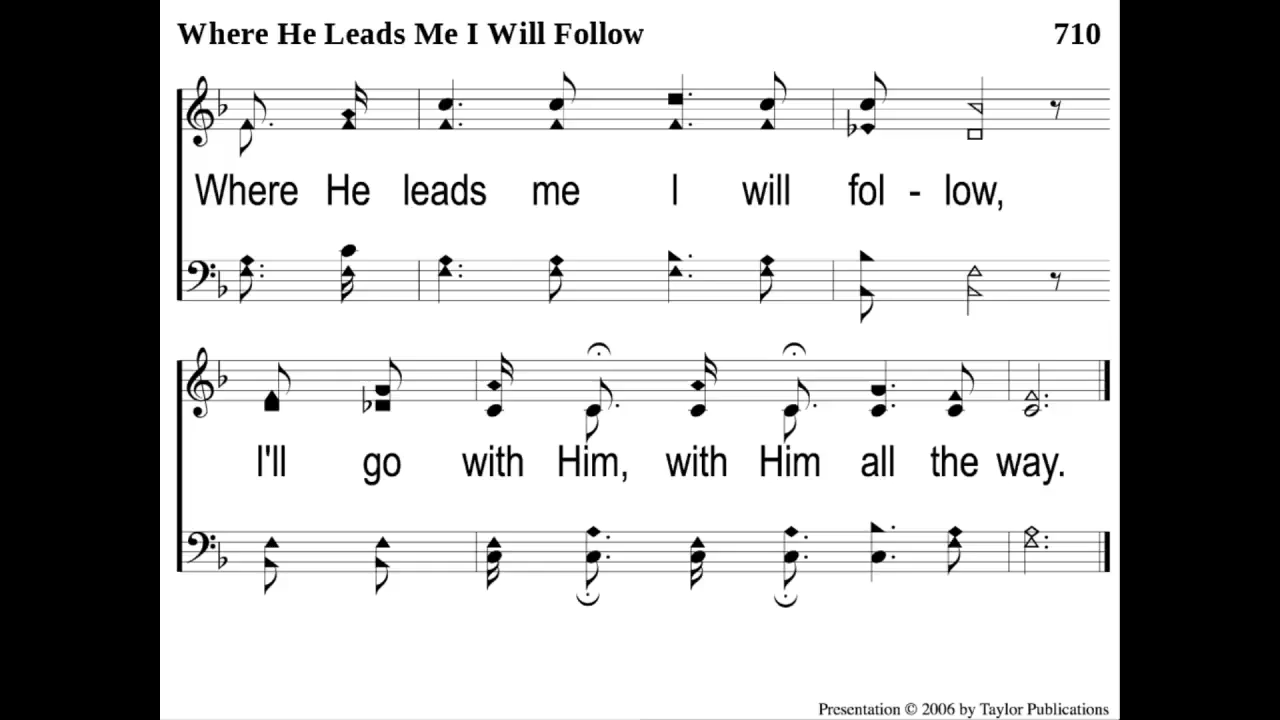 Where He Leads Me I Will Follow 710
Where He leads me I will fol - low,
I'll go with Him, with Him all the way.
Presentation © 2006 by Taylor Publications